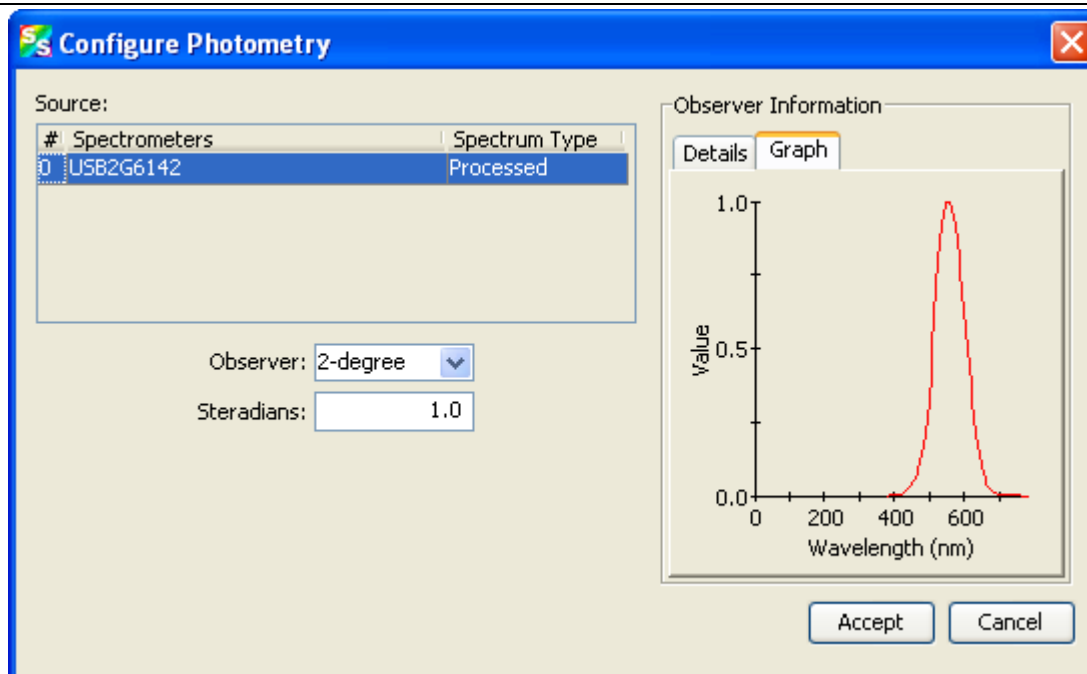 Configure Photometry
Source:
# Spectrometers Spectrum Type
0 USB2G6142 Processed
Observer: 2-degree
Steradians: 1.0
Observer Information
Details Graph
1.0
0.5
0.0
Value
0 200 400 600
Wavelength (nm)
Accept Cancel